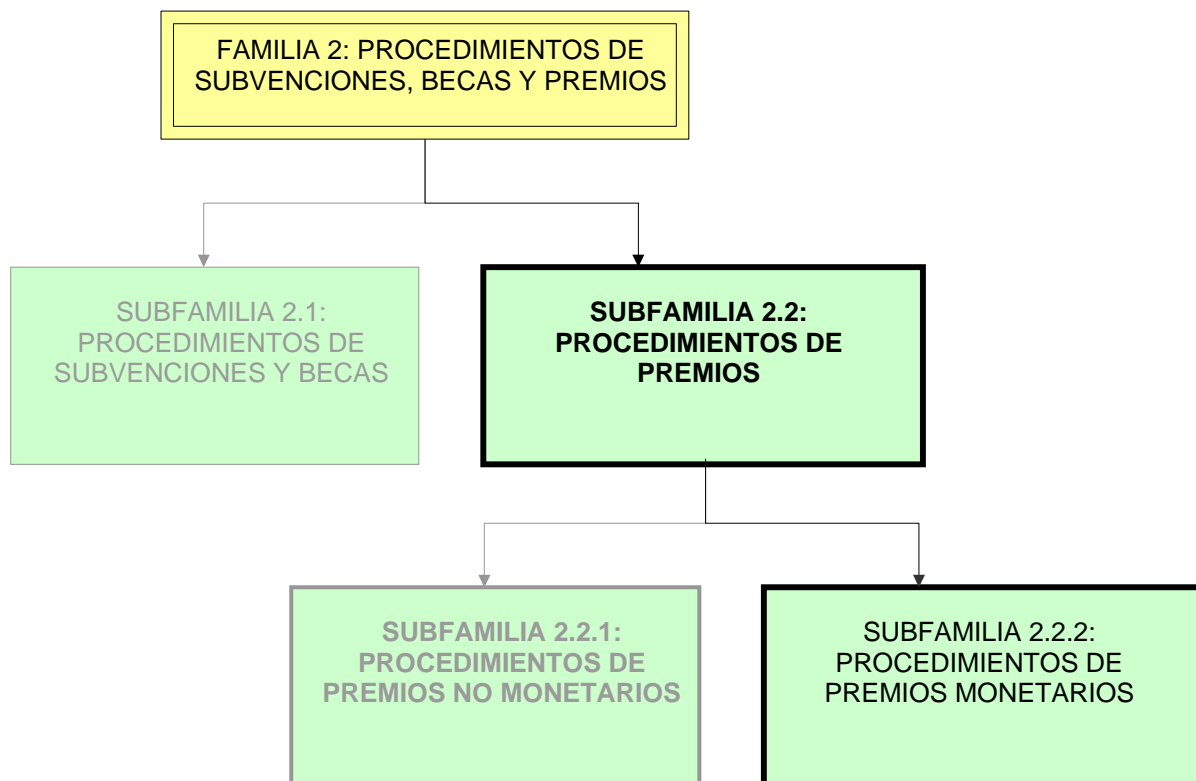 FAMILIA 2: PROCEDIMIENTOS DE
SUBVENCIONES, BECAS Y PREMIOS
SUBFAMILIA 2.1:
PROCEDIMIENTOS DE
SUBVENCIONES Y BECAS
SUBFAMILIA 2.2:
PROCEDIMIENTOS DE
PREMIOS
SUBFAMILIA 2.2.1:
PROCEDIMIENTOS DE
PREMIOS NO MONETARIOS
SUBFAMILIA 2.2.2:
PROCEDIMIENTOS DE
PREMIOS MONETARIOS